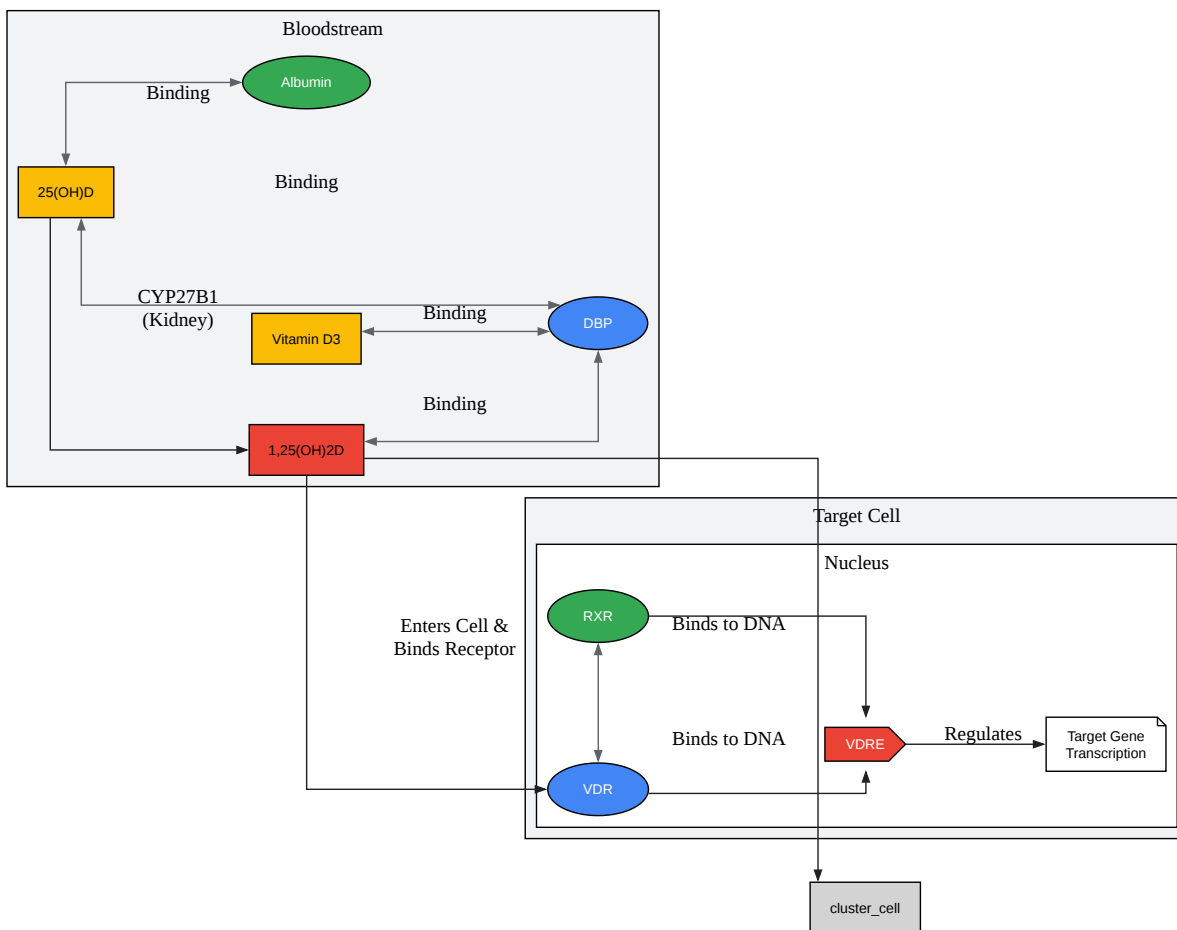 Bloodstream
Albumin
Binding
Binding
25(OH)D
CYP27B1
(Kidney)
Binding
DBP
Vitamin D3
Binding
1,25(OH)2D
Target Cell
Nucleus
RXR
Binds to DNA
Enters Cell &
Binds Receptor
Binds to DNA
VDRE
Regulates
Target Gene
Transcription
VDR
cluster_cell